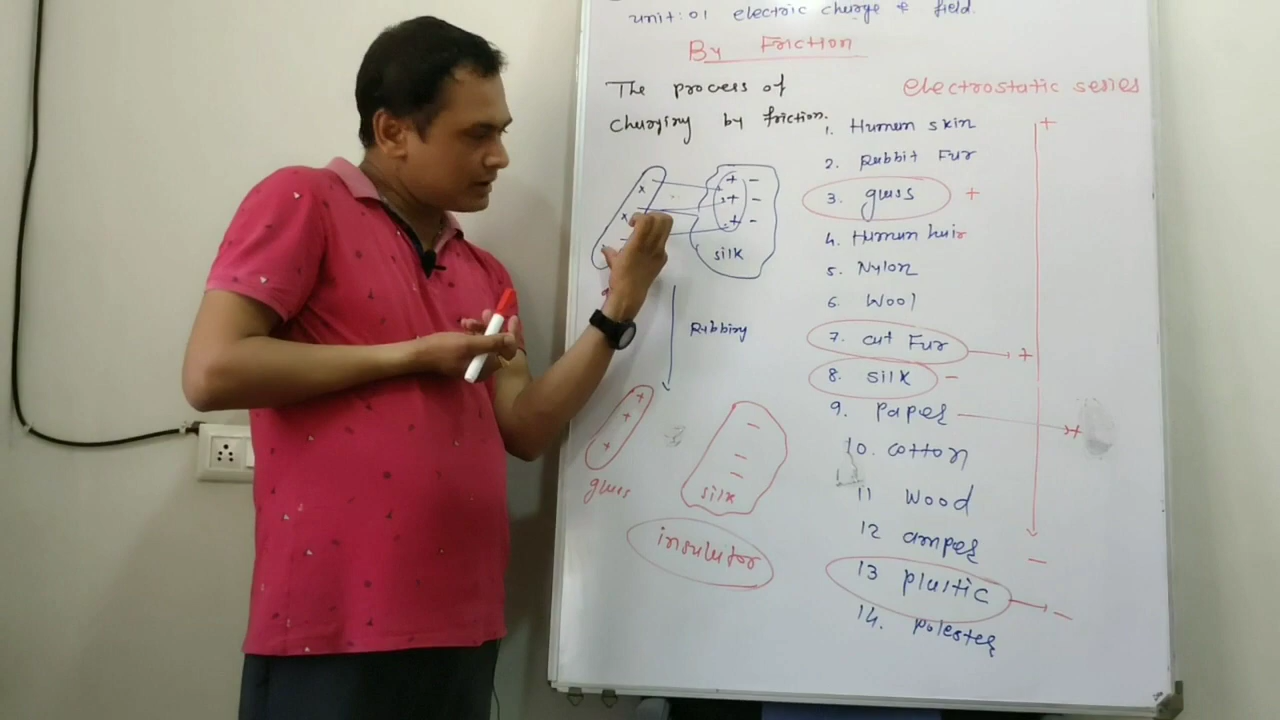 unit: 01 electric charge & field.
By Friction
The process of
charging by friction.
silk
Rubbing
+ + +
glass
- - -
silk
insulator
electrostatic series
+
1. Human skin
2. Rabbit Fur
3. glass +
4. Human hair
5. Nylon
6. Wool
7. cat Fur → +
8. silk -
9. Paper
10. cotton
11 Wood
12 amper
13 plastic → -
14. polester
-